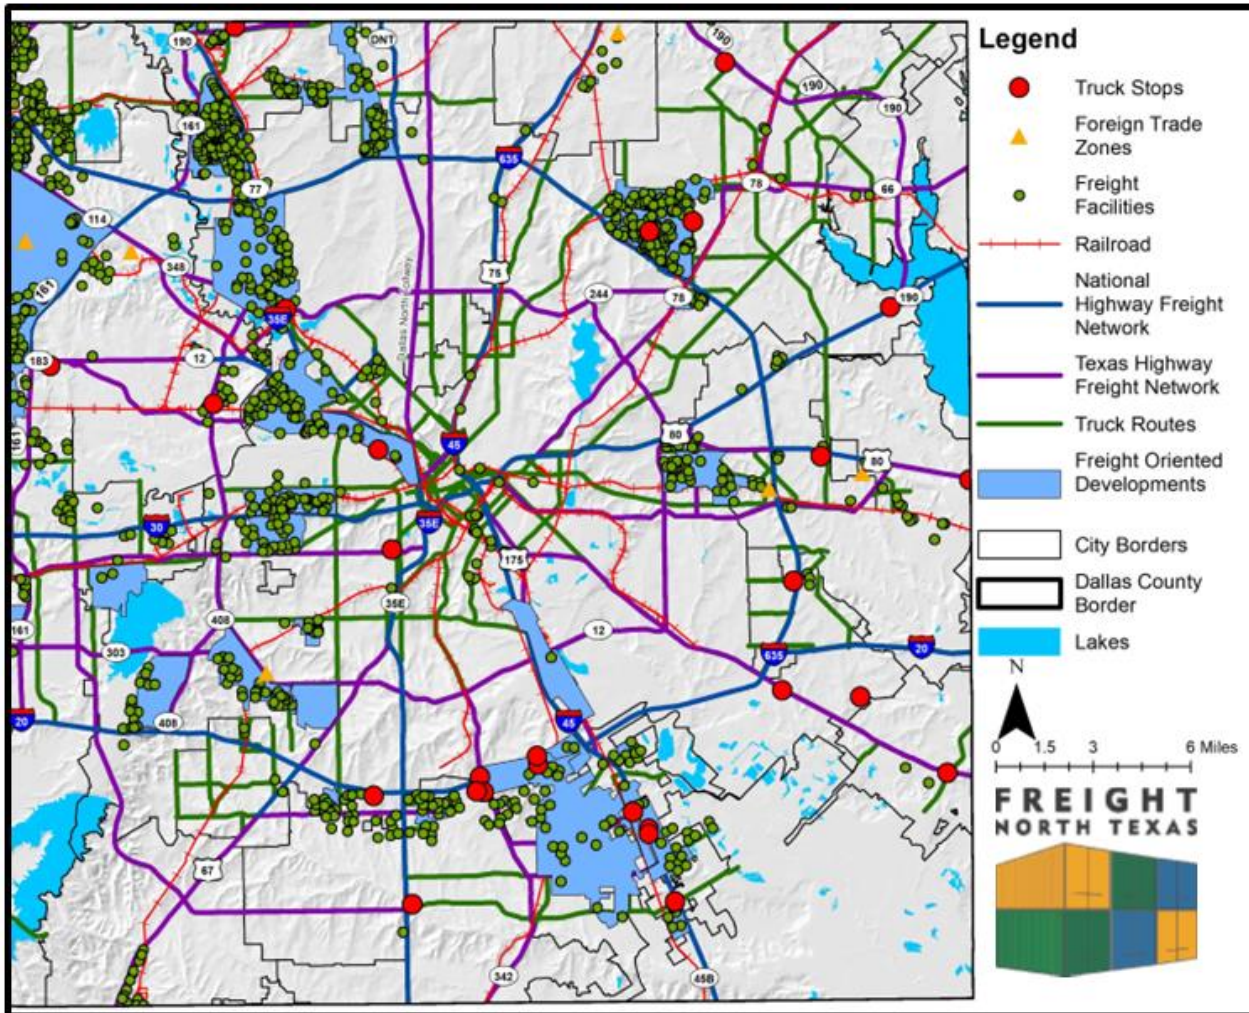 190
DNT
190
190
190
161
635
77
78
66
114
348
161
75
Dallas North Tollway
244
78
190
35E
183
12
161
45
80
80
30
35E
175
35E
408
161
12
303
635
20
20
408
45
67
342
45B
Legend
Truck Stops
Foreign Trade
Zones
Freight
Facilities
Railroad
National
Highway Freight
Network
Texas Highway
Freight Network
Truck Routes
Freight Oriented
Developments
City Borders
Dallas County
Border
Lakes
N
0 1.5 3 6 Miles
FREIGHT
NORTH TEXAS